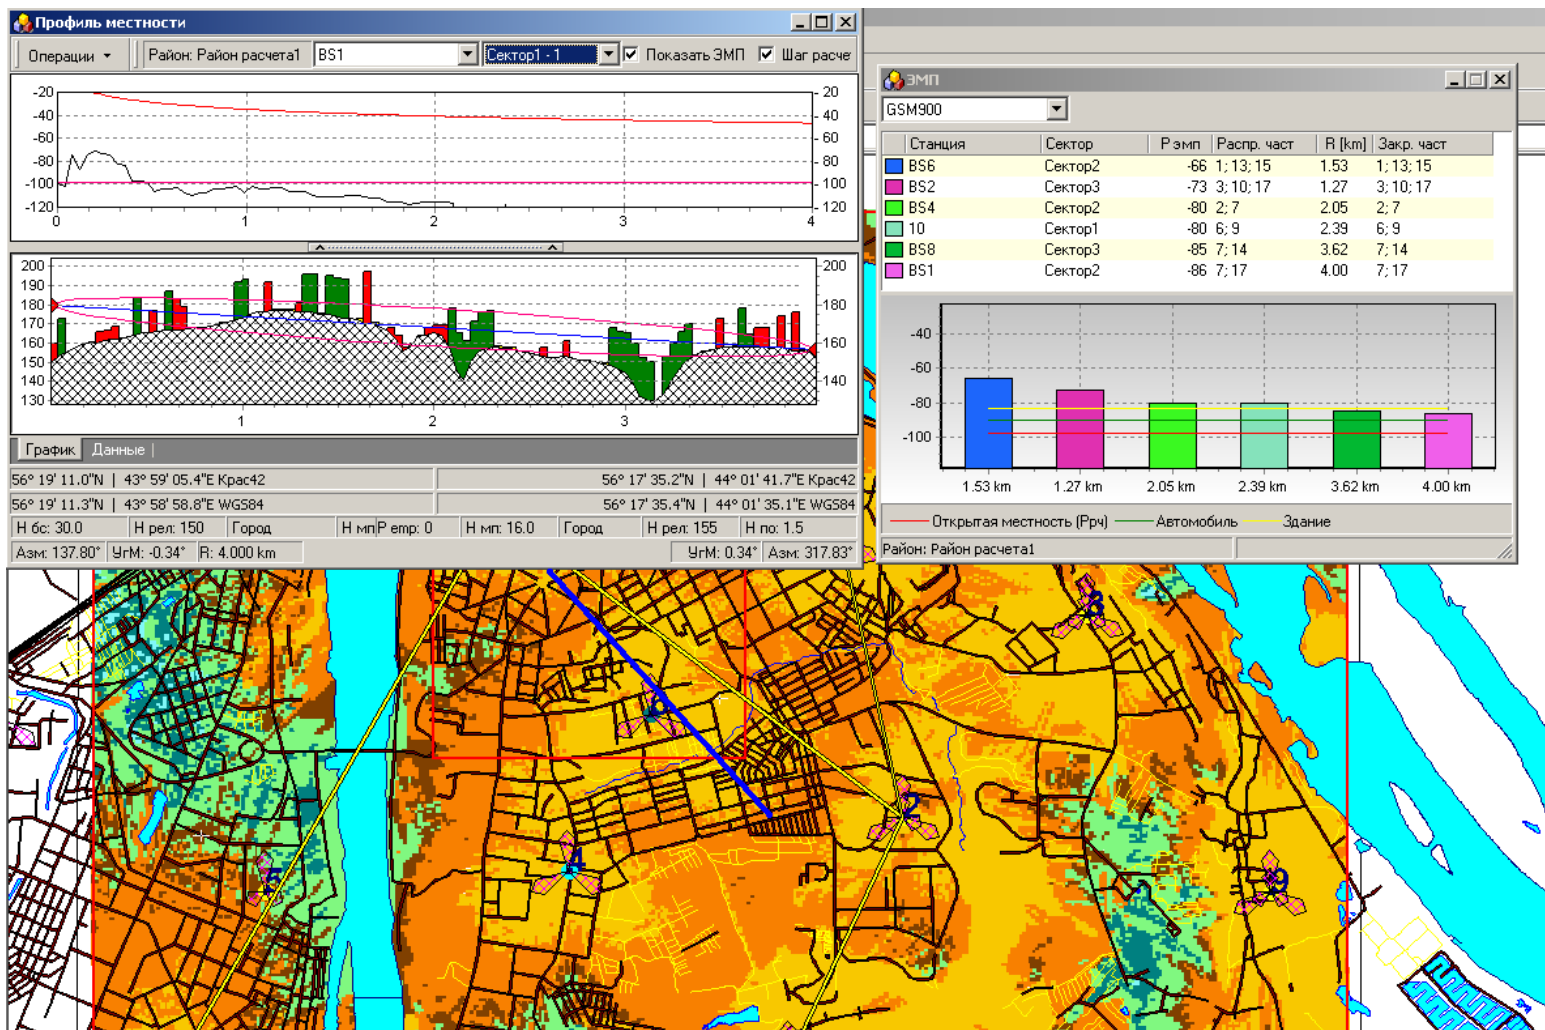 Профиль местности
Операции
Район: Район расчета1
BS1
Сектор1 - 1
Показать ЭМП
Шаг расче
-20 -20
-40 -40
-60 -60
-80 -80
-100 -100
-120 -120
0 1 2 3 4
200 1 2 3 200
190 190
180 180
170 170
160 160
150 150
140 140
130
1 2 3
График Данные
56° 19' 11.0"N | 43° 59' 05.4"E Крас42 56° 17' 35.2"N | 44° 01' 41.7"E Крас42
56° 19' 11.3"N | 43° 58' 58.8"E WGS84 56° 17' 35.4"N | 44° 01' 35.1"E WGS84
Н бс: 30.0 Н рел: 150 Город Н мп P emp: 0 Н мп: 16.0 Город Н рел: 155 Н по: 1.5
Азм: 137.80° УгМ: -0.34° R: 4.000 km УгМ: 0.34° Азм: 317.83°
ЭМП
GSM900
Станция Сектор P эмп Распр. част R [km] Закр. част
BS6 Сектор2 -66 1; 13; 15 1.53 1; 13; 15
BS2 Сектор3 -73 3; 10; 17 1.27 3; 10; 17
BS4 Сектор2 -80 2; 7 2.05 2; 7
10 Сектор1 -80 6; 9 2.39 6; 9
BS8 Сектор3 -85 7; 14 3.62 7; 14
BS1 Сектор2 -86 7; 17 4.00 7; 17
-40
-60
-80
-100
1.53 km 1.27 km 2.05 km 2.39 km 3.62 km 4.00 km
Открытая местность (Ррч) Автомобиль Здание
Район: Район расчета1
2
4
5
9